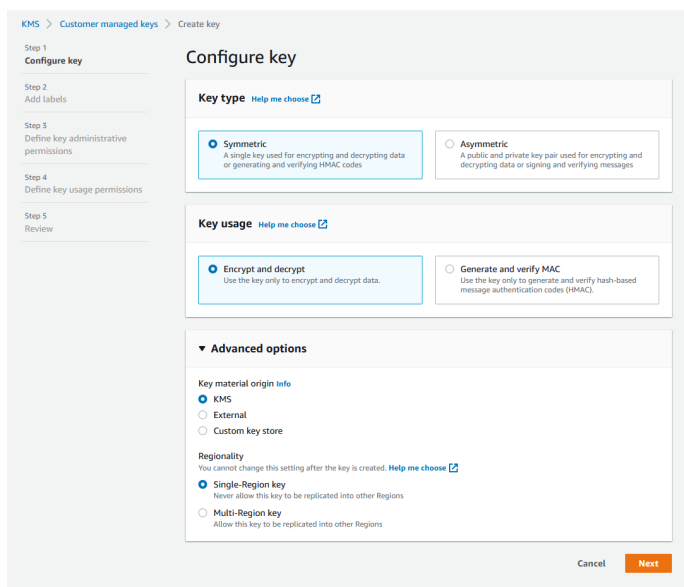 KMS > Customer managed keys > Create key
Step 1
Configure key
Step 2
Add labels
Step 3
Define key administrative
permissions
Step 4
Define key usage permissions
Step 5
Review
Configure key
Key type Help me choose
Symmetric
A single key used for encrypting and decrypting data
or generating and verifying HMAC codes
Asymmetric
A public and private key pair used for encrypting and
decrypting data or signing and verifying messages
Key usage Help me choose
Encrypt and decrypt
Use the key only to encrypt and decrypt data.
Generate and verify MAC
Use the key only to generate and verify hash-based
message authentication codes (HMAC).
Advanced options
Key material origin Info
KMS
External
Custom key store
Regionality
You cannot change this setting after the key is created. Help me choose
Single-Region key
Never allow this key to be replicated into other Regions
Multi-Region key
Allow this key to be replicated into other Regions
Cancel Next